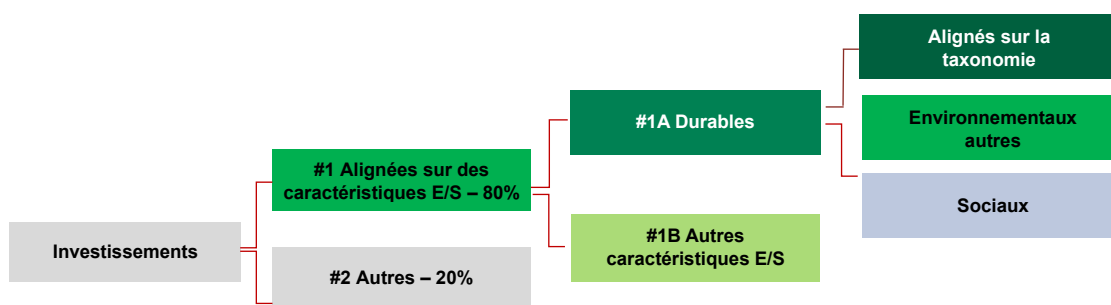 Investissements
#1 Alignées sur des
caractéristiques E/S – 80%
#2 Autres – 20%
#1A Durables
#1B Autres
caractéristiques E/S
Alignés sur la
taxonomie
Environnementaux
autres
Sociaux